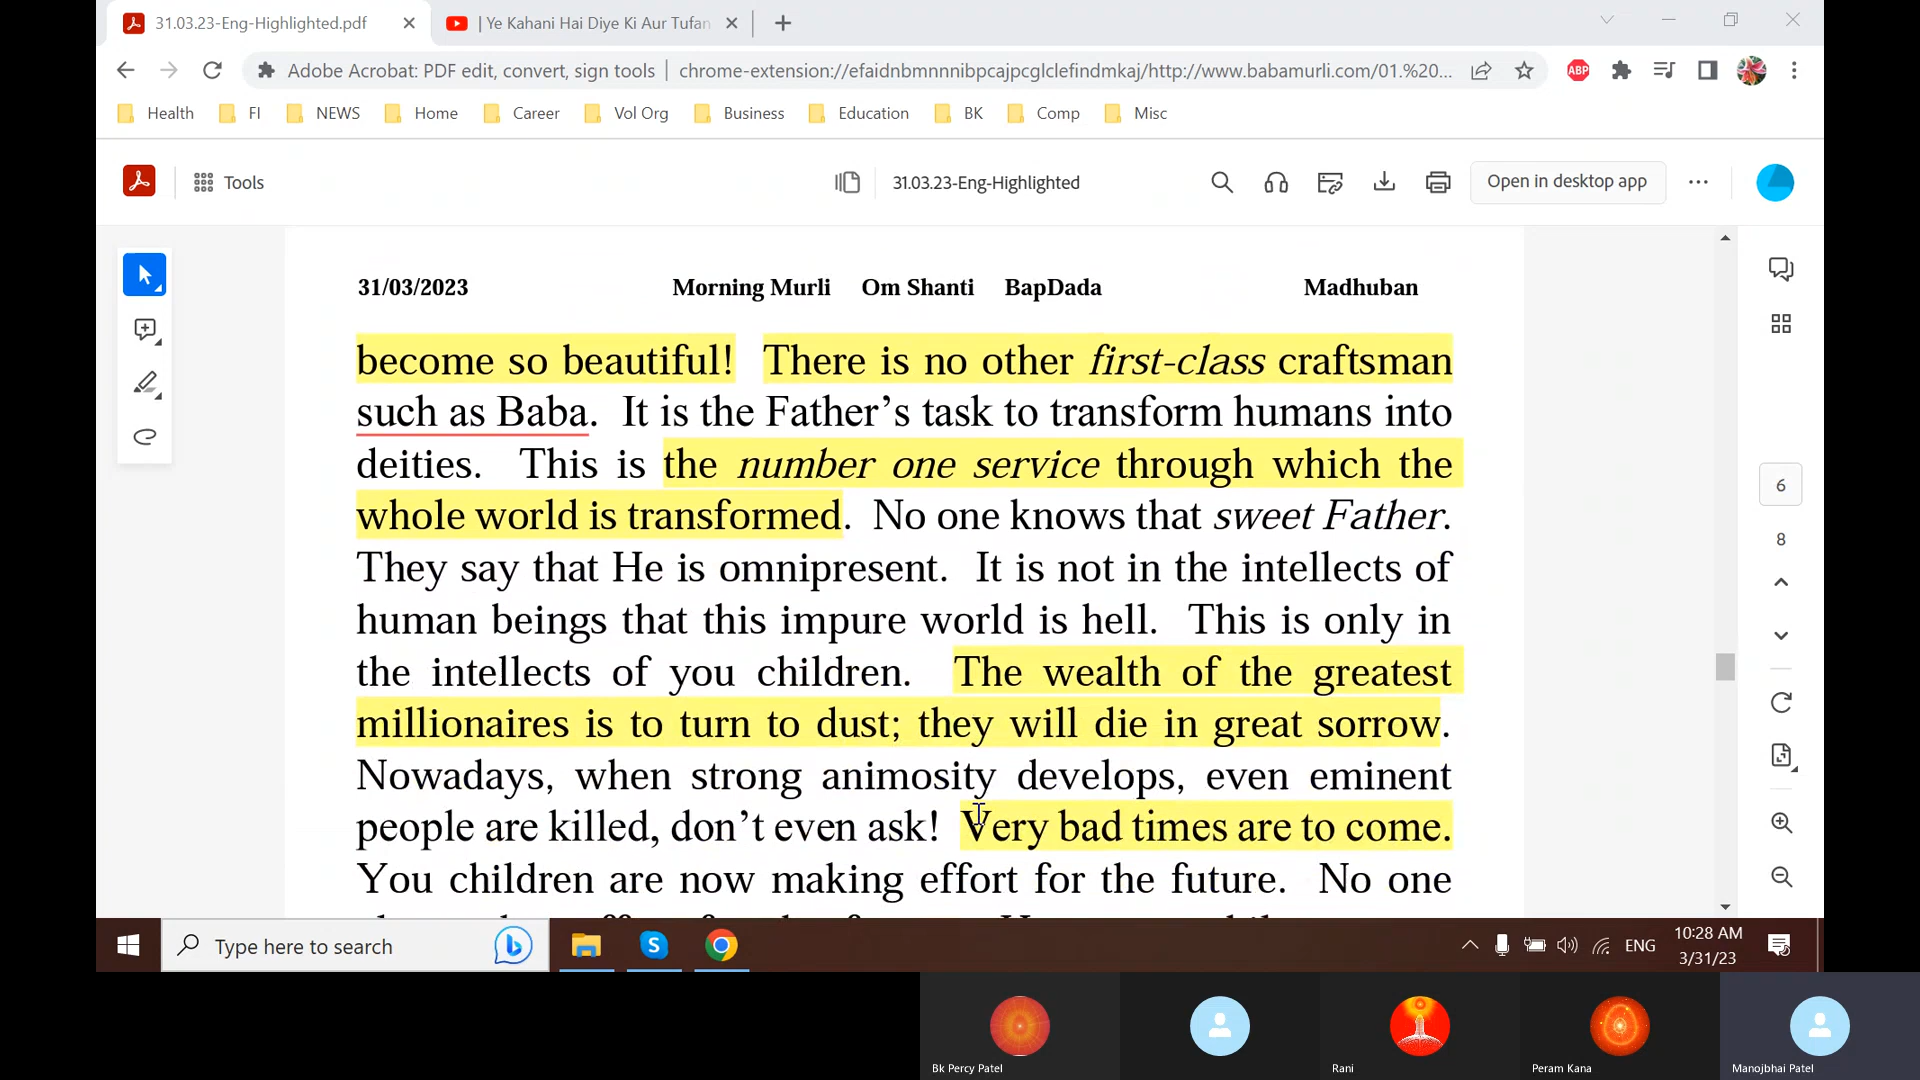 31.03.23-Eng-Highlighted.pdf
| Ye Kahani Hai Diye Ki Aur Tufan
Adobe Acrobat: PDF edit, convert, sign tools
chrome-extension://efaidnbmnnnibpcajpcglclefindmkaj/http://www.babamurli.com/01.%20...
ABP
Health
FI
NEWS
Home
Career
Vol Org
Business
Education
BK
Comp
Misc
Tools
31.03.23-Eng-Highlighted
Open in desktop app
31/03/2023 Morning Murli Om Shanti BapDada Madhuban
become so beautiful! There is no other first-class craftsman
such as Baba. It is the Father’s task to transform humans into
deities. This is the number one service through which the
whole world is transformed. No one knows that sweet Father.
They say that He is omnipresent. It is not in the intellects of
human beings that this impure world is hell. This is only in
the intellects of you children. The wealth of the greatest
millionaires is to turn to dust; they will die in great sorrow.
Nowadays, when strong animosity develops, even eminent
people are killed, don’t even ask! Very bad times are to come.
You children are now making effort for the future. No one
6
8
Type here to search
ENG
10:28 AM
3/31/23
Bk Percy Patel
Rani
Peram Kana
Manojbhai Patel